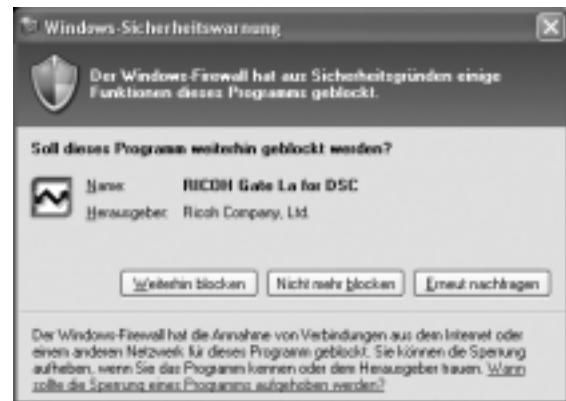 Windows-Sicherheitswarnung
Der Windows-Firewall hat aus Sicherheitsgründen einige
Funktionen dieses Programms geblockt.
Soll dieses Programm weiterhin geblockt werden?
Name: RICOH Gate La for DSC
Herausgeber: Ricoh Company, Ltd.
Weiterhin blocken Nicht mehr blocken Erneut nachfragen
Der Windows-Firewall hat die Annahme von Verbindungen aus dem Internet oder
einem anderen Netzwerk für dieses Programm geblockt. Sie können die Sperrung
aufheben, wenn Sie das Programm kennen oder dem Herausgeber trauen. Wann
sollte die Sperrung eines Programms aufgehoben werden?